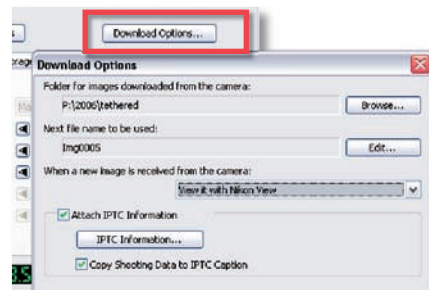 Download Options...
Download Options
Folder for images downloaded from the camera:
P:\2006\tethered
Browse...
Next file name to be used:
Img0005
Edit...
When a new image is received from the camera:
View it with Nikon View
Attach IPTC Information
IPTC Information...
Copy Shooting Data to IPTC Caption